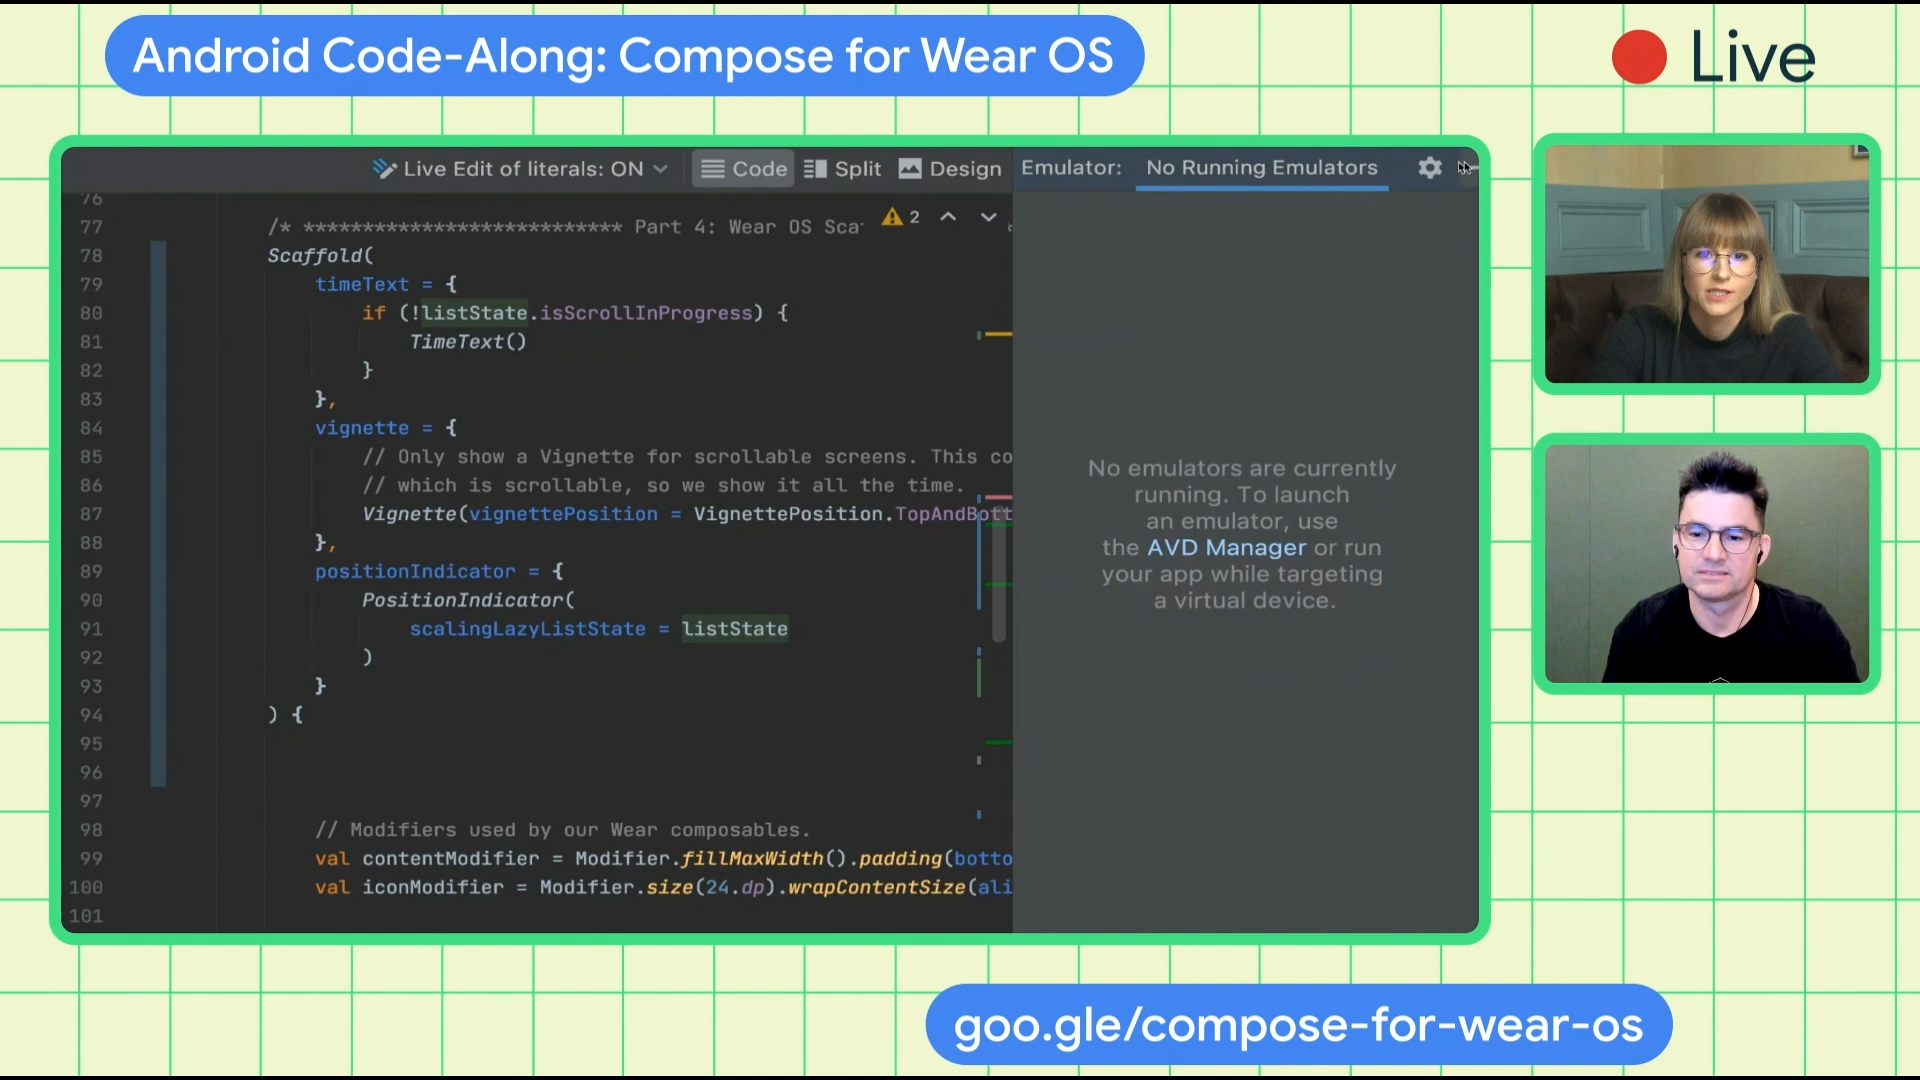 Android Code-Along: Compose for Wear OS
Live
Live Edit of literals: ON
Code
Split
Design
Emulator:
No Running Emulators
76
77 /* *************************** Part 4: Wear OS Sca
2
78 Scaffold(
79 timeText = {
80 if (!listState.isScrollInProgress) {
81 TimeText()
82 }
83 },
84 vignette = {
85 // Only show a Vignette for scrollable screens. This co
86 // which is scrollable, so we show it all the time.
87 Vignette(vignettePosition = VignettePosition.TopAndBott
88 },
89 positionIndicator = {
90 PositionIndicator(
91 scalingLazyListState = listState
92 )
93 }
94 ) {
95
96
97
98 // Modifiers used by our Wear composables.
99 val contentModifier = Modifier.fillMaxWidth().padding(botto
100 val iconModifier = Modifier.size(24.dp).wrapContentSize(ali
101
No emulators are currently
running. To launch
an emulator, use
the AVD Manager or run
your app while targeting
a virtual device.
goo.gle/compose-for-wear-os